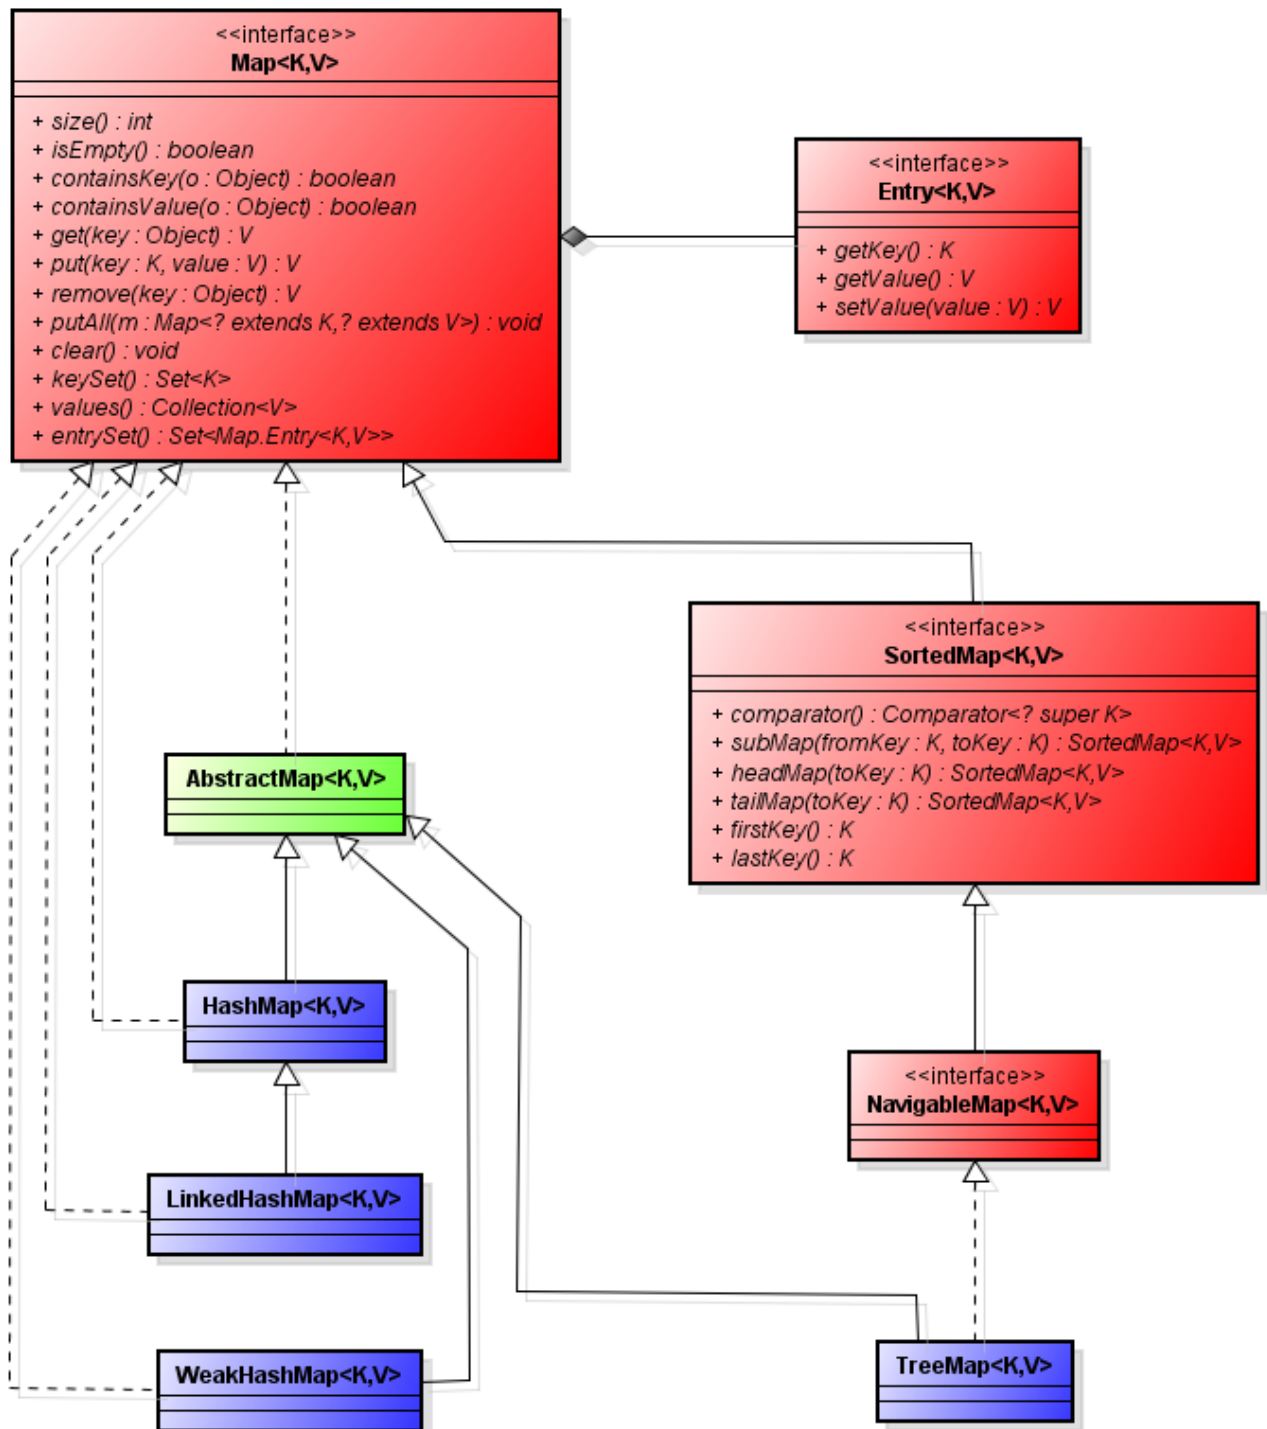 <<interface>>
Map<K,V>
+ size() : int
+ isEmpty() : boolean
+ containsKey(o : Object) : boolean
+ containsValue(o : Object) : boolean
+ get(key : Object) : V
+ put(key : K, value : V) : V
+ remove(key : Object) : V
+ putAll(m : Map<? extends K,? extends V>) : void
+ clear() : void
+ keySet() : Set<K>
+ values() : Collection<V>
+ entrySet() : Set<Map.Entry<K,V>>
<<interface>>
Entry<K,V>
+ getKey() : K
+ getValue() : V
+ setValue(value : V) : V
<<interface>>
SortedMap<K,V>
+ comparator() : Comparator<? super K>
+ subMap(fromKey : K, toKey : K) : SortedMap<K,V>
+ headMap(toKey : K) : SortedMap<K,V>
+ tailMap(toKey : K) : SortedMap<K,V>
+ firstKey() : K
+ lastKey() : K
AbstractMap<K,V>
HashMap<K,V>
<<interface>>
NavigableMap<K,V>
LinkedHashMap<K,V>
WeakHashMap<K,V>
TreeMap<K,V>